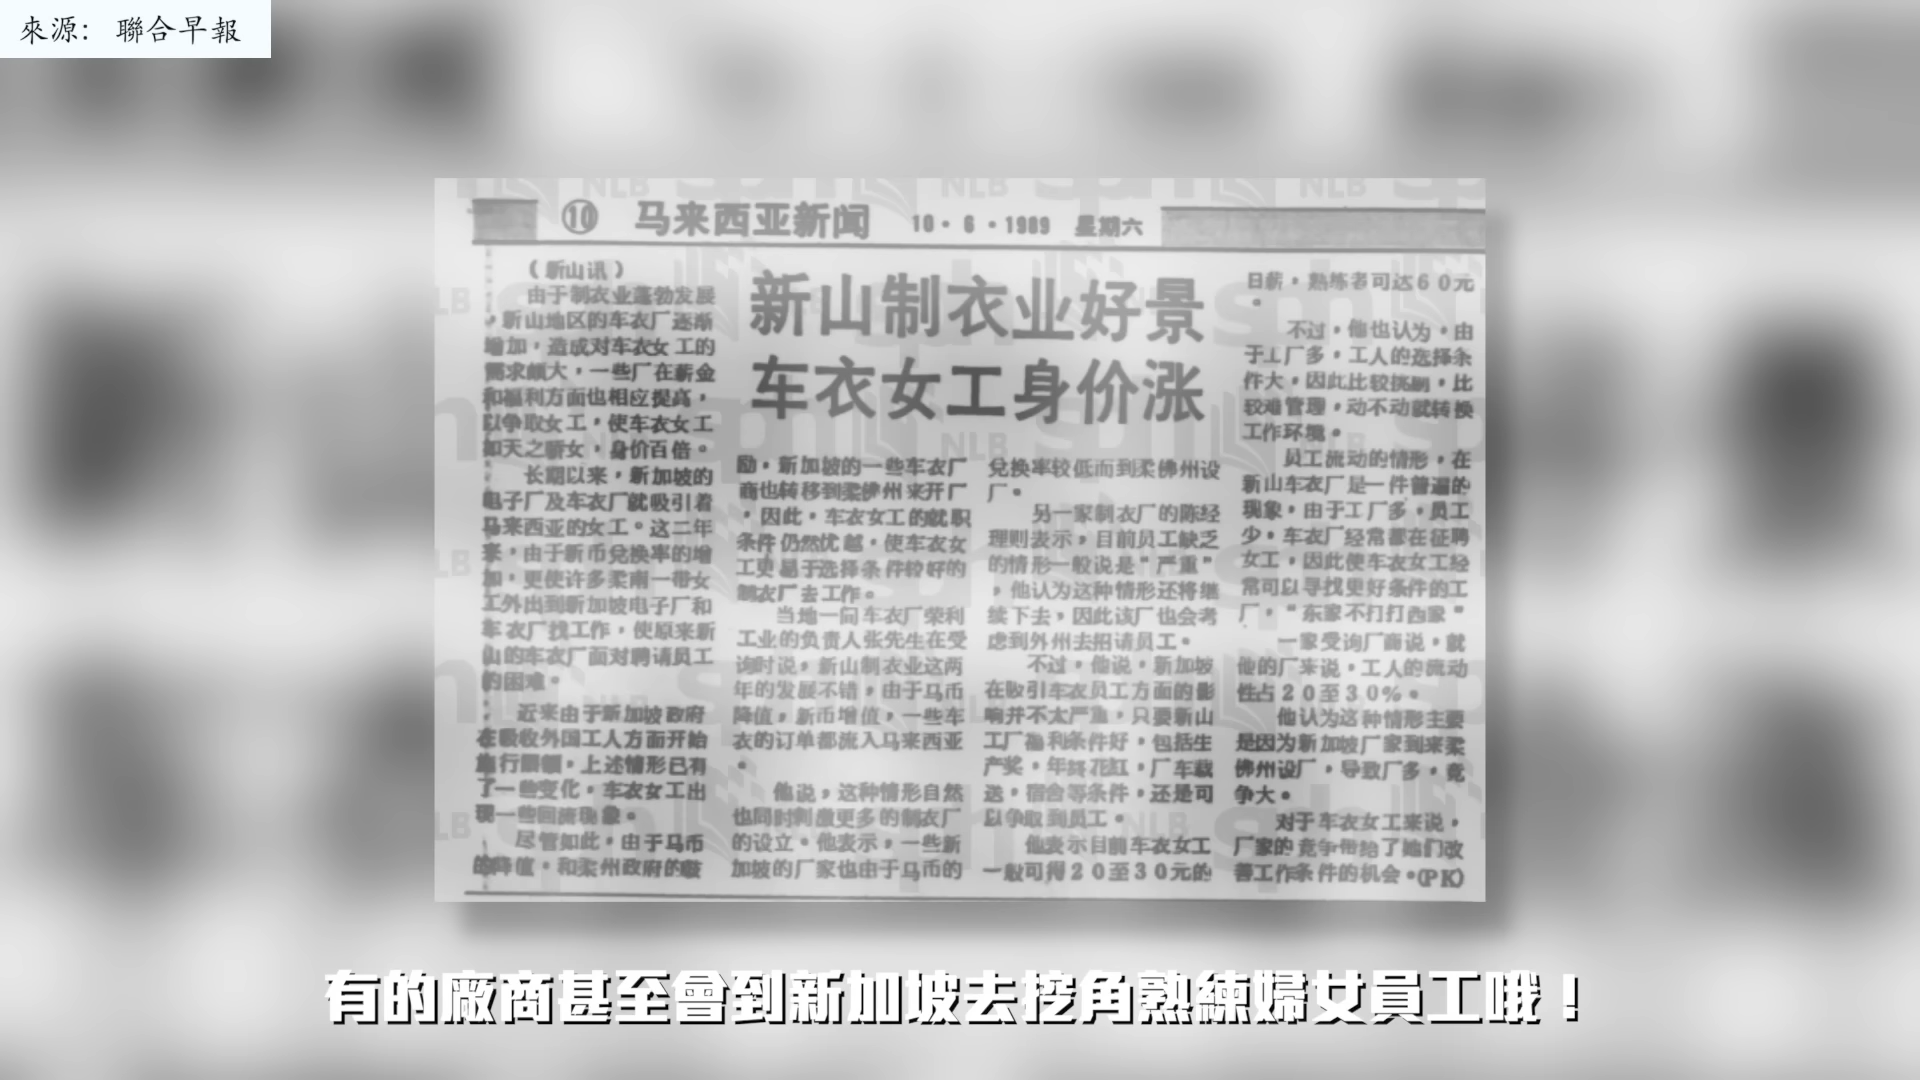 來源: 聯合早報
⑩ 马来西亚新闻 10·6·1989 星期六
新山制衣业好景
车衣女工身价涨
（新山讯）
由于制衣业蓬勃发展
，新山地区的车衣厂逐渐
增加，造成对车衣女工的
需求颇大，一些厂在薪金
和福利方面也相应提高，
以争取女工，使车衣女工
如天之骄女，身价百倍。
长期以来，新加坡的
电子厂及车衣厂就吸引着
马来西亚的女工。这二年
来，由于新币兑换率的增
加，更使许多柔南一带女
工外出到新加坡电子厂和
车衣厂找工作，使原来新
山的车衣厂面对聘请员工
的困难。
近来由于新加坡政府
在吸收外国工人方面开始
施行限额，上述情形已有
了一些变化，车衣女工出
现一些回流现象。
尽管如此，由于马币
的降值，和柔州政府的鼓
励，新加坡的一些车衣厂
商也转移到柔佛州来开厂
，因此，车衣女工的就职
条件仍然优越，使车衣女
工更易于选择条件较好的
制衣厂去工作。
当地一间车衣厂荣利
工业的负责人张先生在受
询时说，新山制衣业这两
年的发展不错，由于马币
降值，新币增值，一些车
衣的订单都流入马来西亚
。
他说，这种情形自然
也同时刺激更多的制衣厂
的设立。他表示，一些新
加坡的厂家也由于马币的
兑换率较低而到柔佛州设
厂。
另一家制衣厂的陈经
理则表示，目前员工缺乏
的情形一般说是“严重”
，他认为这种情形还将继
续下去，因此该厂也会考
虑到外州去招请员工。
不过，他说，新加坡
在吸引车衣员工方面的影
响并不太严重，只要新山
工厂福利条件好，包括生
产奖，年终花红，厂车载
送，宿舍等条件，还是可
以争取到员工。
他表示目前车衣女工
一般可得20至30元的
日薪，熟练者可达60元
。
不过，他也认为，由
于工厂多，工人的选择条
件大，因此比较挑剔，比
较难管理，动不动就转换
工作环境。
员工流动的情形，在
新山车衣厂是一件普遍的
现象，由于工厂多，员工
少，车衣厂经常都在征聘
女工，因此使车衣女工经
常可以寻找更好条件的工
厂，“东家不打打西家”
一家受询厂商说，就
他的厂来说，工人的流动
性占20至30%。
他认为这种情形主要
是因为新加坡厂家到来柔
佛州设厂，导致厂多，竞
争大。
对于车衣女工来说，
厂家的竞争带给了她们改
善工作条件的机会。(PK)
有的廠商甚至會到新加坡去挖角熟練婦女員工哦！